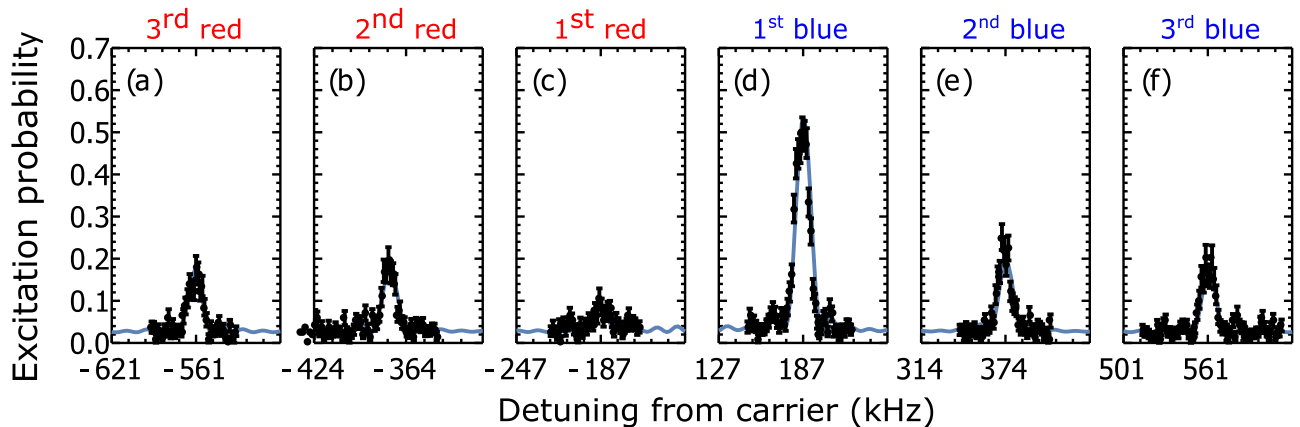 3rd red 2nd red 1st red 1st blue 2nd blue 3rd blue
Excitation probability
0.7
0.6
0.5
0.4
0.3
0.2
0.1
0.0
(a) (b) (c) (d) (e) (f)
-621 -561 -424 -364 -247 -187 127 187 314 374 501 561
Detuning from carrier (kHz)